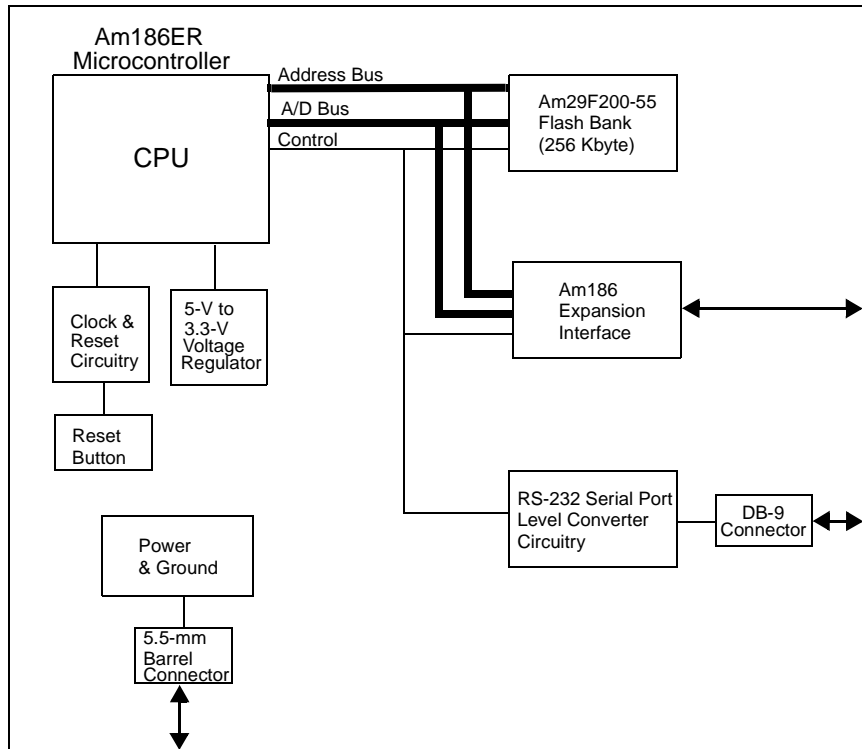 Am186ER
Microcontroller
CPU
Address Bus
A/D Bus
Control
Am29F200-55
Flash Bank
(256 Kbyte)
Am186
Expansion
Interface
Clock &
Reset
Circuitry
5-V to
3.3-V
Voltage
Regulator
Reset
Button
RS-232 Serial Port
Level Converter
Circuitry
DB-9
Connector
Power
& Ground
5.5-mm
Barrel
Connector